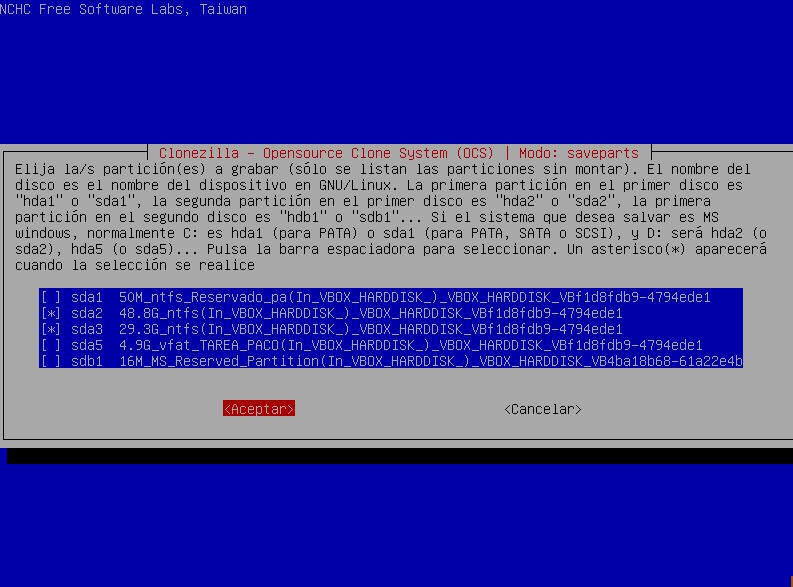 NCHC Free Software Labs, Taiwan
Clonezilla - Opensource Clone System (OCS) | Modo: saveparts
Elija la/s partición(es) a grabar (sólo se listan las particiones sin montar). El nombre del
disco es el nombre del dispositivo en GNU/Linux. La primera partición en el primer disco es
"hda1" o "sda1", la segunda partición en el primer disco es "hda2" o "sda2", la primera
partición en el segundo disco es "hdb1" o "sdb1"... Si el sistema que desea salvar es MS
windows, normalmente C: es hda1 (para PATA) o sda1 (para PATA, SATA o SCSI), y D: será hda2 (o
sda2), hda5 (o sda5)... Pulsa la barra espaciadora para seleccionar. Un asterisco(*) aparecerá
cuando la selección se realice
[ ] sda1 50M_ntfs_Reservado_pa(In_VBOX_HARDDISK_)_VBOX_HARDDISK_VBf1d8fdb9-4794ede1
[*] sda2 48.8G_ntfs(In_VBOX_HARDDISK_)_VBOX_HARDDISK_VBf1d8fdb9-4794ede1
[*] sda3 29.3G_ntfs(In_VBOX_HARDDISK_)_VBOX_HARDDISK_VBf1d8fdb9-4794ede1
[ ] sda5 4.9G_vfat_TAREA_PACO(In_VBOX_HARDDISK_)_VBOX_HARDDISK_VBf1d8fdb9-4794ede1
[ ] sdb1 16M_MS_Reserved_Partition(In_VBOX_HARDDISK_)_VBOX_HARDDISK_VB4ba18b68-61a22e4b
<Aceptar> <Cancelar>